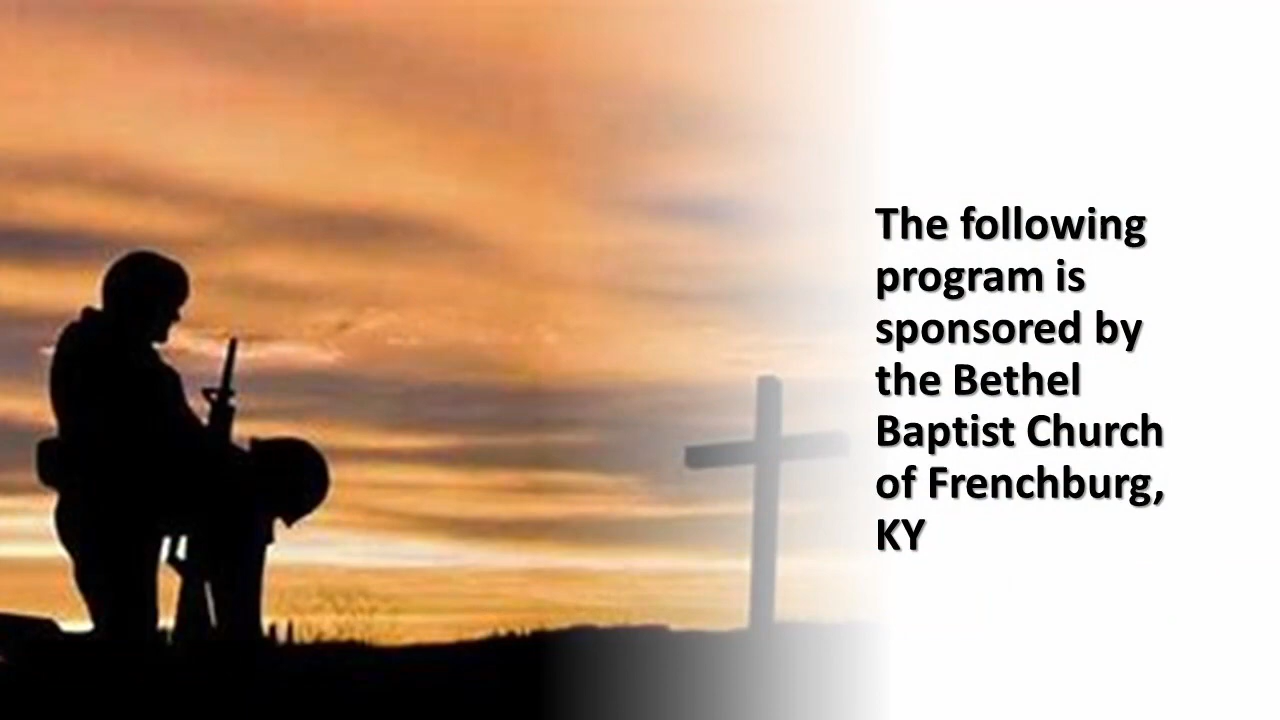 The following
program is
sponsored by
the Bethel
Baptist Church
of Frenchburg,
KY